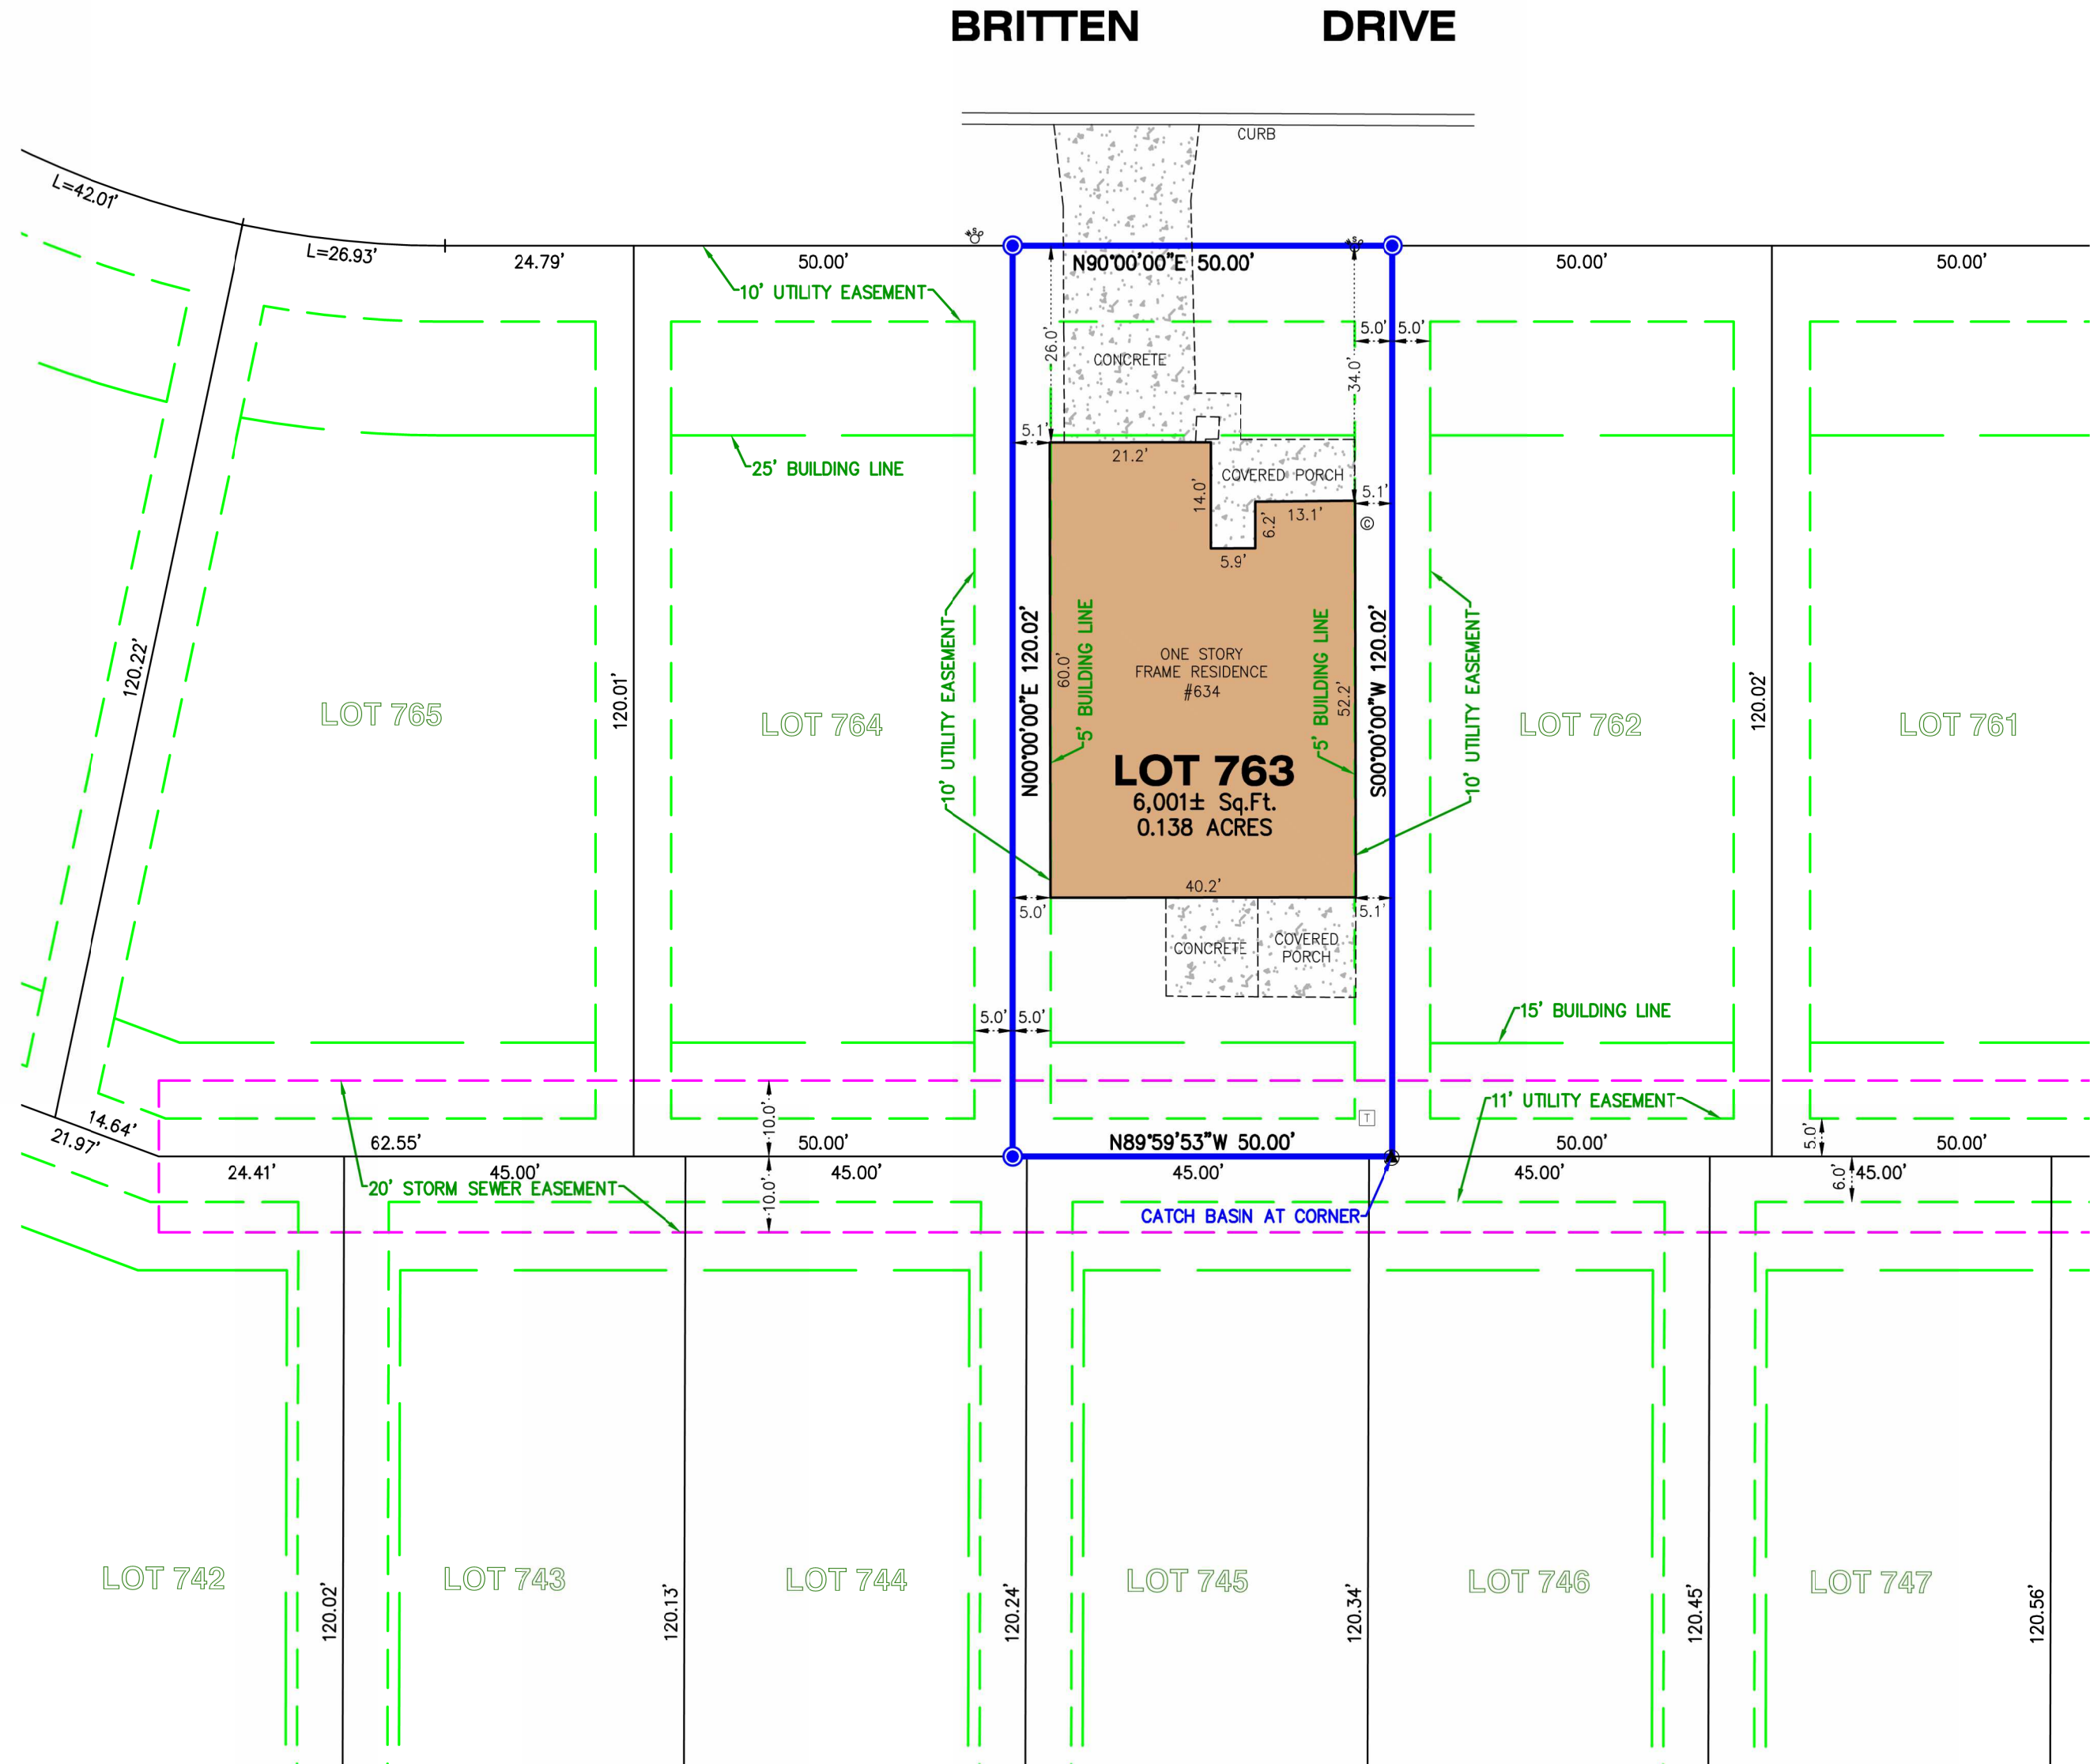 BRITTEN DRIVE
CURB
L=42.01'
L=26.93'
24.79'
50.00'
N90°00'00"E 50.00'
50.00'
50.00'
10' UTILITY EASEMENT
5.0'
5.0'
26.0'
CONCRETE
34.0'
5.1'
21.2'
25' BUILDING LINE
COVERED PORCH
14.0'
5.1'
13.1'
6.2'
©
5.9'
120.22'
LOT 765
120.01'
LOT 764
10' UTILITY EASEMENT
N00°00'00"E 120.02'
60.0'
5' BUILDING LINE
ONE STORY
FRAME RESIDENCE
#634
5' BUILDING LINE
52.2'
S00°00'00"W 120.02'
10' UTILITY EASEMENT
LOT 762
120.02'
LOT 761
LOT 763
6,001± Sq.Ft.
0.138 ACRES
40.2'
5.0'
5.1'
CONCRETE
COVERED
PORCH
5.0'
5.0'
15' BUILDING LINE
10.0'
11' UTILITY EASEMENT
T
14.64'
21.97'
62.55'
50.00'
N89°59'53"W 50.00'
50.00'
5.0'
50.00'
24.41'
45.00'
45.00'
45.00'
45.00'
6.0'
45.00'
20' STORM SEWER EASEMENT
10.0'
CATCH BASIN AT CORNER
LOT 742
LOT 743
LOT 744
LOT 745
LOT 746
LOT 747
120.02'
120.13'
120.24'
120.34'
120.45'
120.56'